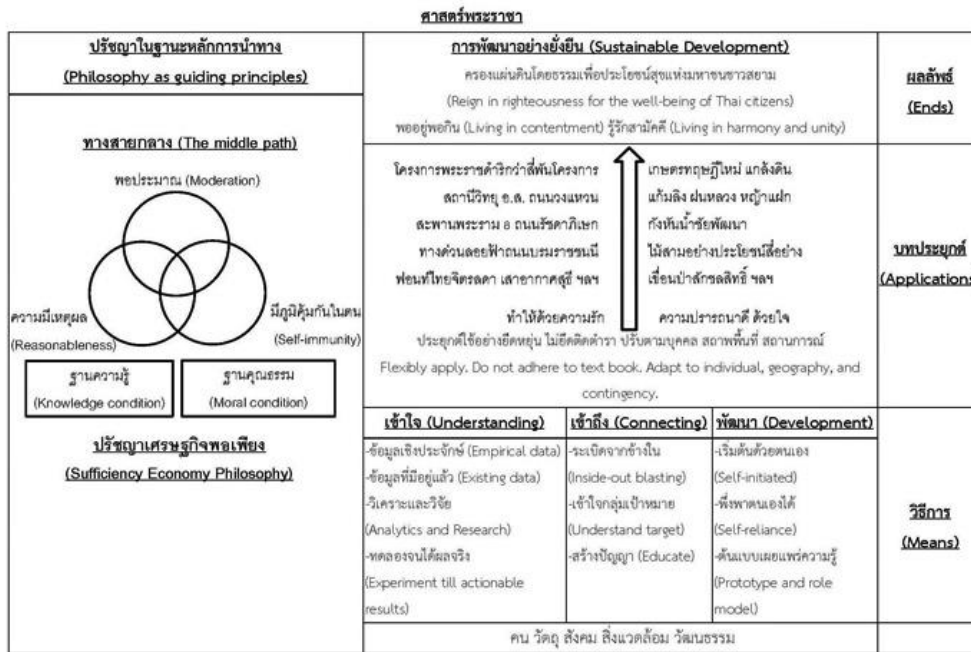 ศาสตร์พระราชา
ปรัชญาในฐานะหลักการนำทาง
(Philosophy as guiding principles)
ทางสายกลาง (The middle path)
พอประมาณ (Moderation)
ความมีเหตุผล
(Reasonableness)
มีภูมิคุ้มกันในตน
(Self-immunity)
ฐานความรู้
(Knowledge condition)
ฐานคุณธรรม
(Moral condition)
ปรัชญาเศรษฐกิจพอเพียง
(Sufficiency Economy Philosophy)
การพัฒนาอย่างยั่งยืน (Sustainable Development)
ครองแผ่นดินโดยธรรมเพื่อประโยชน์สุขแห่งมหาชนชาวสยาม
(Reign in righteousness for the well-being of Thai citizens)
พออยู่พอกิน (Living in contentment) รู้รักสามัคคี (Living in harmony and unity)
ผลลัพธ์
(Ends)
โครงการพระราชดำริกว่าสี่พันโครงการ
สถานีวิทยุ อ.ส. ถนนวงแหวน
สะพานพระราม 8 ถนนรัชดาภิเษก
ทางด่วนลอยฟ้าถนนบรมราชชนนี
ฟอนท์ไทยจิตรลดา เสาอากาศสุธี ฯลฯ
ทำให้ด้วยความรัก
เกษตรทฤษฎีใหม่ แกล้งดิน
แก้มลิง ฝนหลวง หญ้าแฝก
กังหันน้ำชัยพัฒนา
ไม้สามอย่างประโยชน์สี่อย่าง
เขื่อนป่าสักชลสิทธิ์ ฯลฯ
ความปรารถนาดี ด้วยใจ
ประยุกต์ใช้อย่างยืดหยุ่น ไม่ยึดติดตำรา ปรับตามบุคคล สภาพพื้นที่ สถานการณ์
Flexibly apply. Do not adhere to text book. Adapt to individual, geography, and
contingency.
บทประยุกต์
(Applications)
เข้าใจ (Understanding)
-ข้อมูลเชิงประจักษ์ (Empirical data)
-ข้อมูลที่มีอยู่แล้ว (Existing data)
-วิเคราะและวิจัย
(Analytics and Research)
-ทดลองจนได้ผลจริง
(Experiment till actionable
results)
เข้าถึง (Connecting)
-ระเบิดจากข้างใน
(Inside-out blasting)
-เข้าใจกลุ่มเป้าหมาย
(Understand target)
-สร้างปัญญา (Educate)
พัฒนา (Development)
-เริ่มต้นด้วยตนเอง
(Self-initiated)
-พึ่งพาตนเองได้
(Self-reliance)
-ต้นแบบเผยแพร่ความรู้
(Prototype and role
model)
วิธีการ
(Means)
คน วัตถุ สังคม สิ่งแวดล้อม วัฒนธรรม